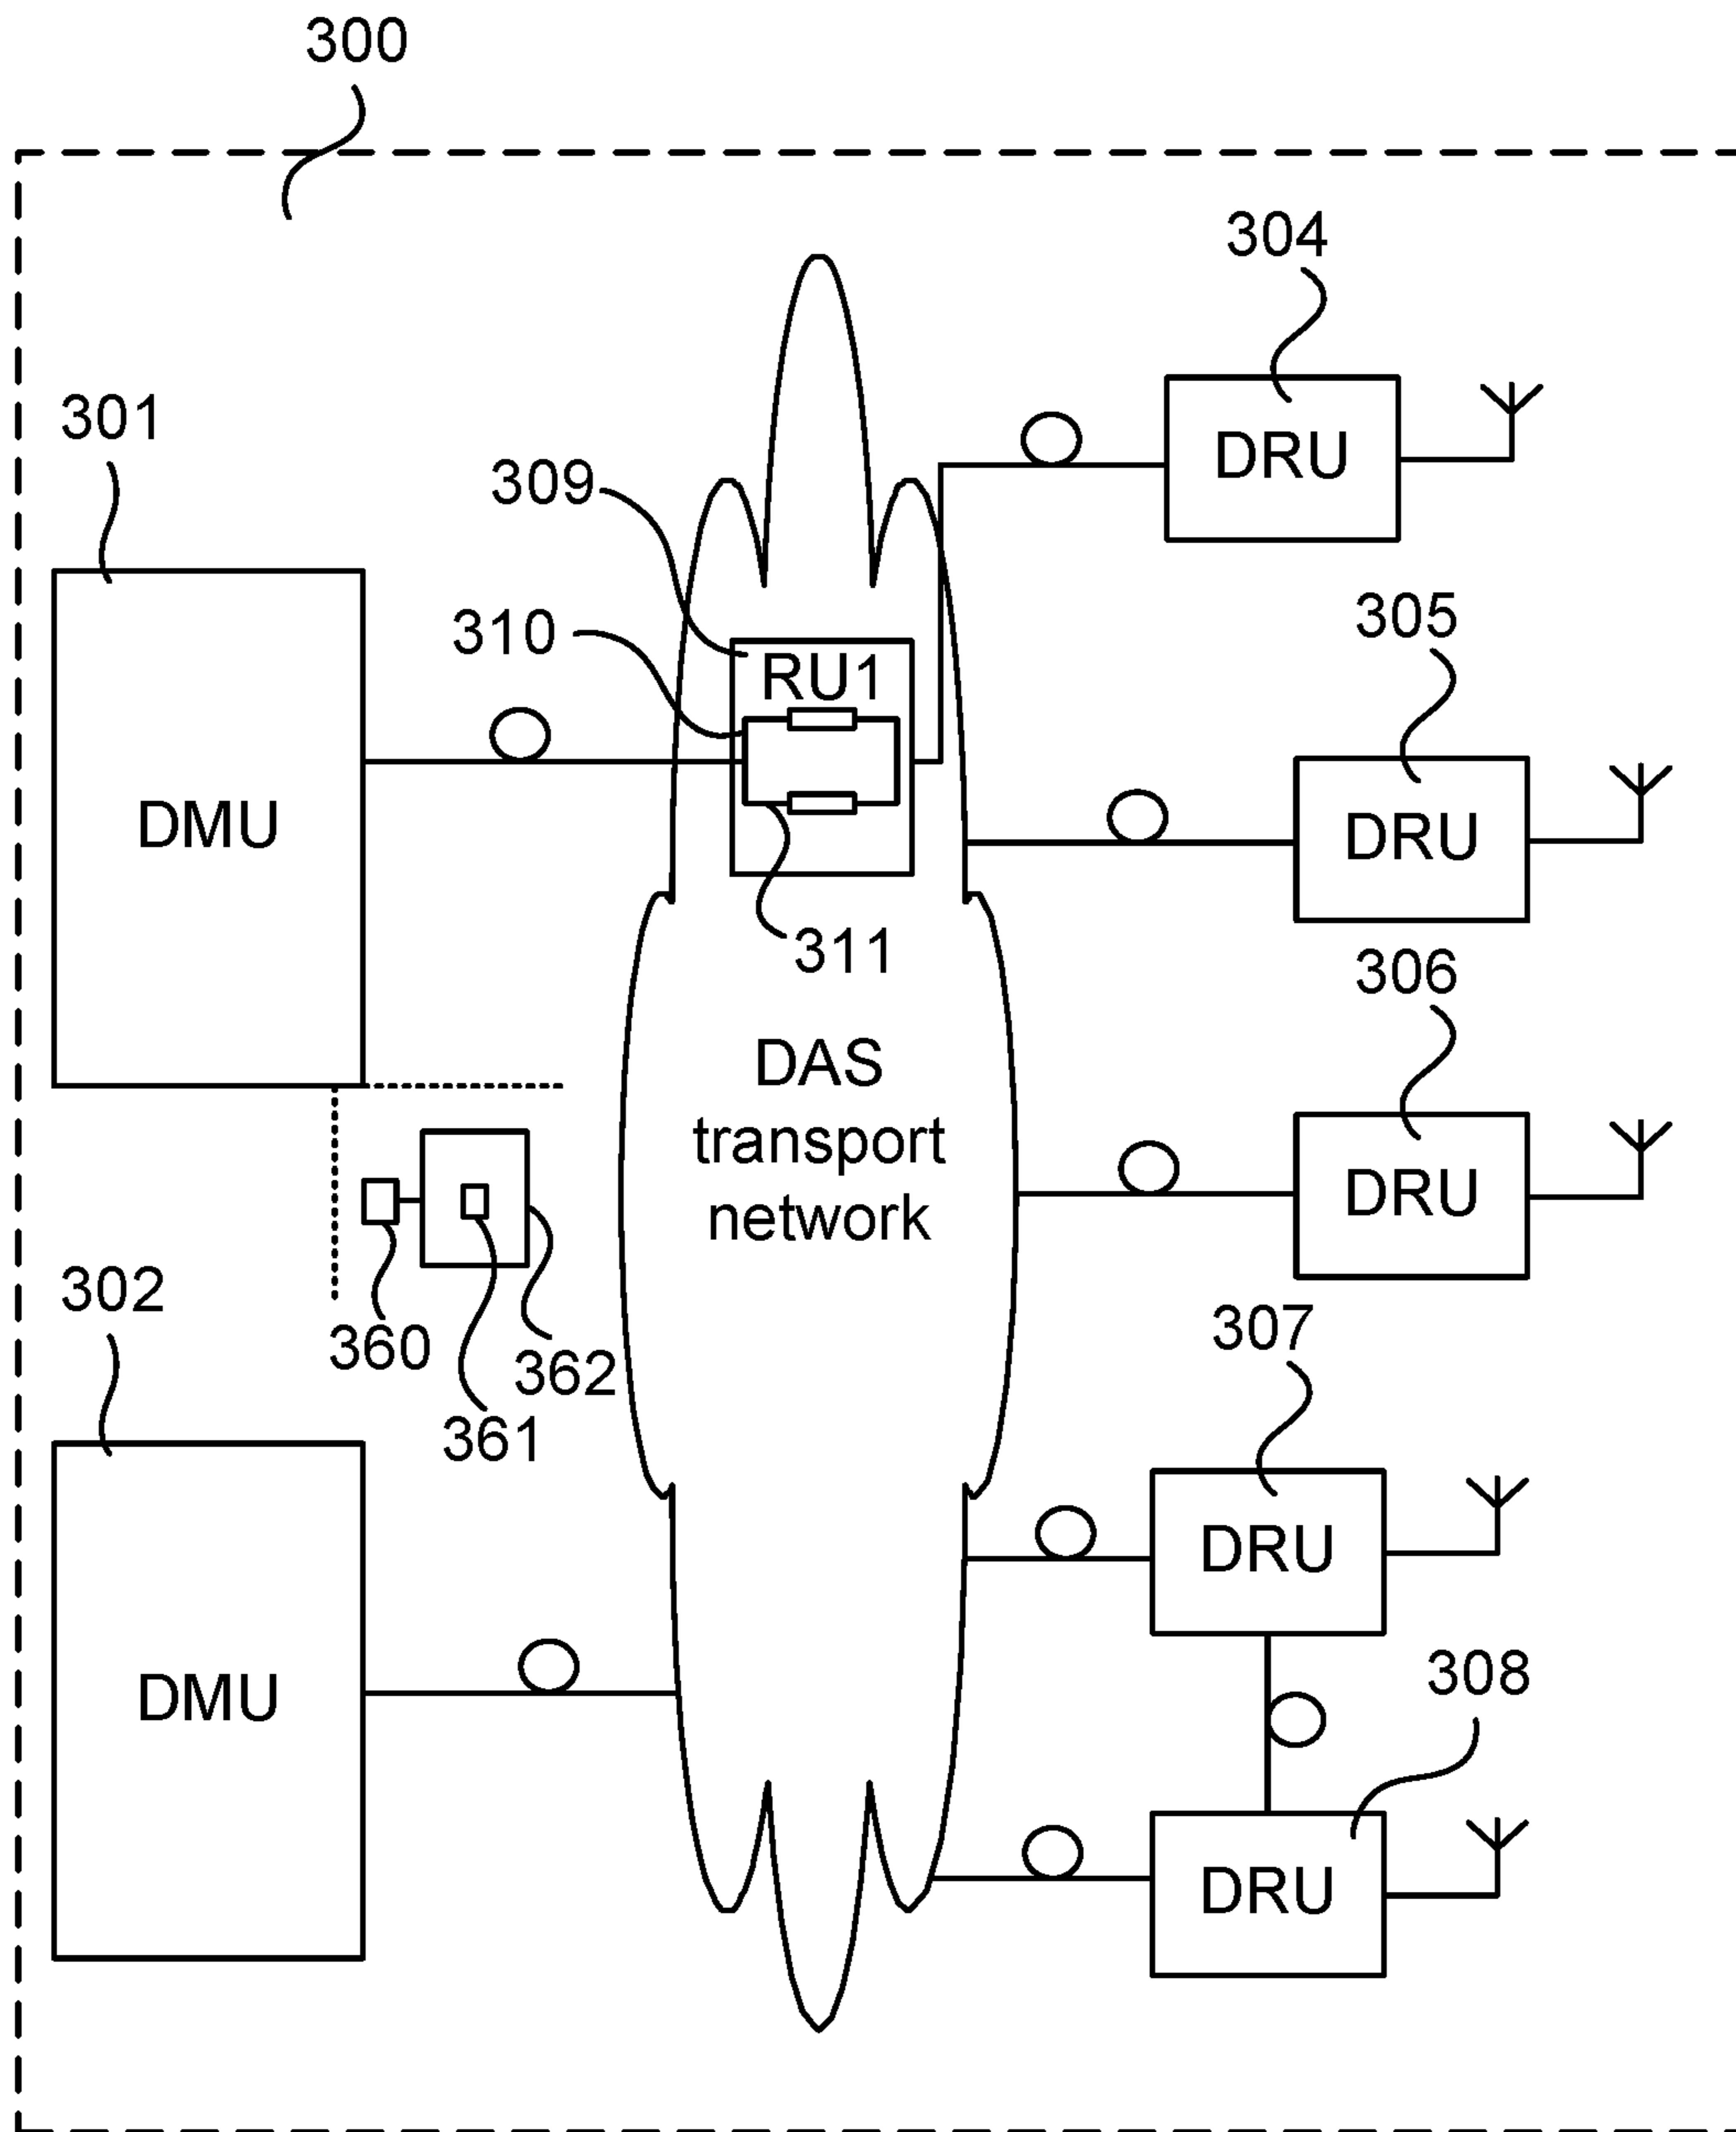 300
304
301
DRU
309
305
310
RU1
DMU
DRU
311
306
DAS
transport
network
DRU
302
360
362
361
307
DRU
308
DMU
DRU